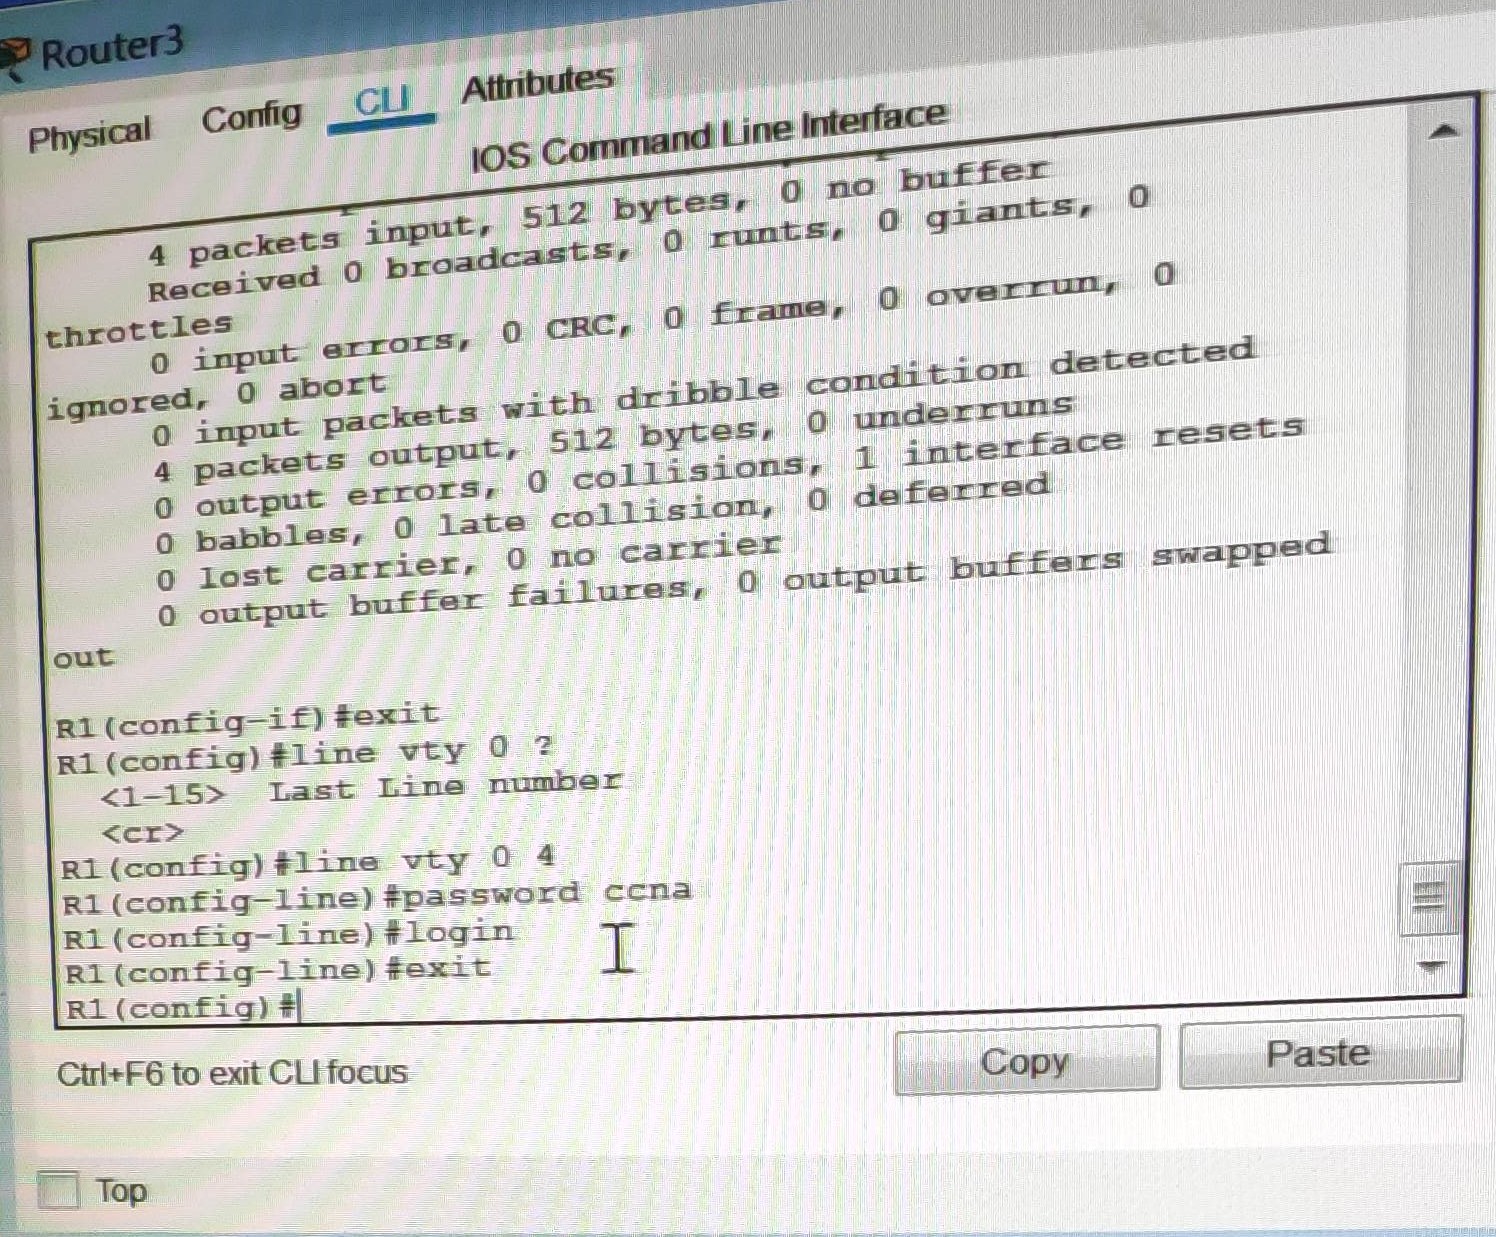 Router3
Physical Config CLI Attributes
IOS Command Line Interface
4 packets input, 512 bytes, 0 no buffer
Received 0 broadcasts, 0 runts, 0 giants, 0
throttles
0 input errors, 0 CRC, 0 frame, 0 overrun, 0
ignored, 0 abort
0 input packets with dribble condition detected
4 packets output, 512 bytes, 0 underruns
0 output errors, 0 collisions, 1 interface resets
0 babbles, 0 late collision, 0 deferred
0 lost carrier, 0 no carrier
0 output buffer failures, 0 output buffers swapped
out
R1(config-if)#exit
R1(config)#line vty 0 ?
<1-15> Last Line number
<cr>
R1(config)#line vty 0 4
R1(config-line)#password ccna
R1(config-line)#login
R1(config-line)#exit
R1(config)#
Ctrl+F6 to exit CLI focus
Copy Paste
Top